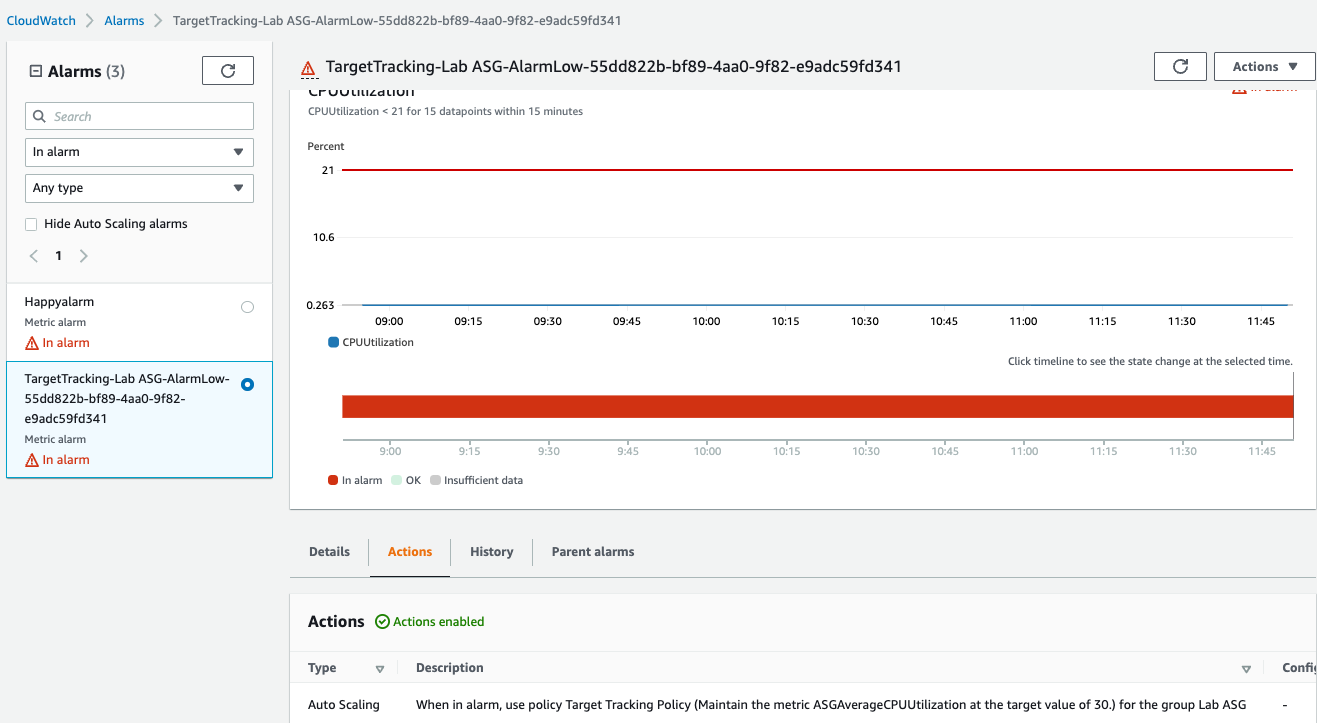 CloudWatch > Alarms > TargetTracking-Lab ASG-AlarmLow-55dd822b-bf89-4aa0-9f82-e9adc59fd341
Alarms (3)
Search
In alarm
Any type
Hide Auto Scaling alarms
1
Happyalarm
Metric alarm
In alarm
TargetTracking-Lab ASG-AlarmLow-
55dd822b-bf89-4aa0-9f82-
e9adc59fd341
Metric alarm
In alarm
TargetTracking-Lab ASG-AlarmLow-55dd822b-bf89-4aa0-9f82-e9adc59fd341
Actions
CPUUtilization
In alarm
CPUUtilization < 21 for 15 datapoints within 15 minutes
Percent
21
10.6
0.263
09:00 09:15 09:30 09:45 10:00 10:15 10:30 10:45 11:00 11:15 11:30 11:45
CPUUtilization
Click timeline to see the state change at the selected time.
9:00 9:15 9:30 9:45 10:00 10:15 10:30 10:45 11:00 11:15 11:30 11:45
In alarm OK Insufficient data
Details Actions History Parent alarms
Actions Actions enabled
Type Description Config
Auto Scaling When in alarm, use policy Target Tracking Policy (Maintain the metric ASGAverageCPUUtilization at the target value of 30.) for the group Lab ASG -